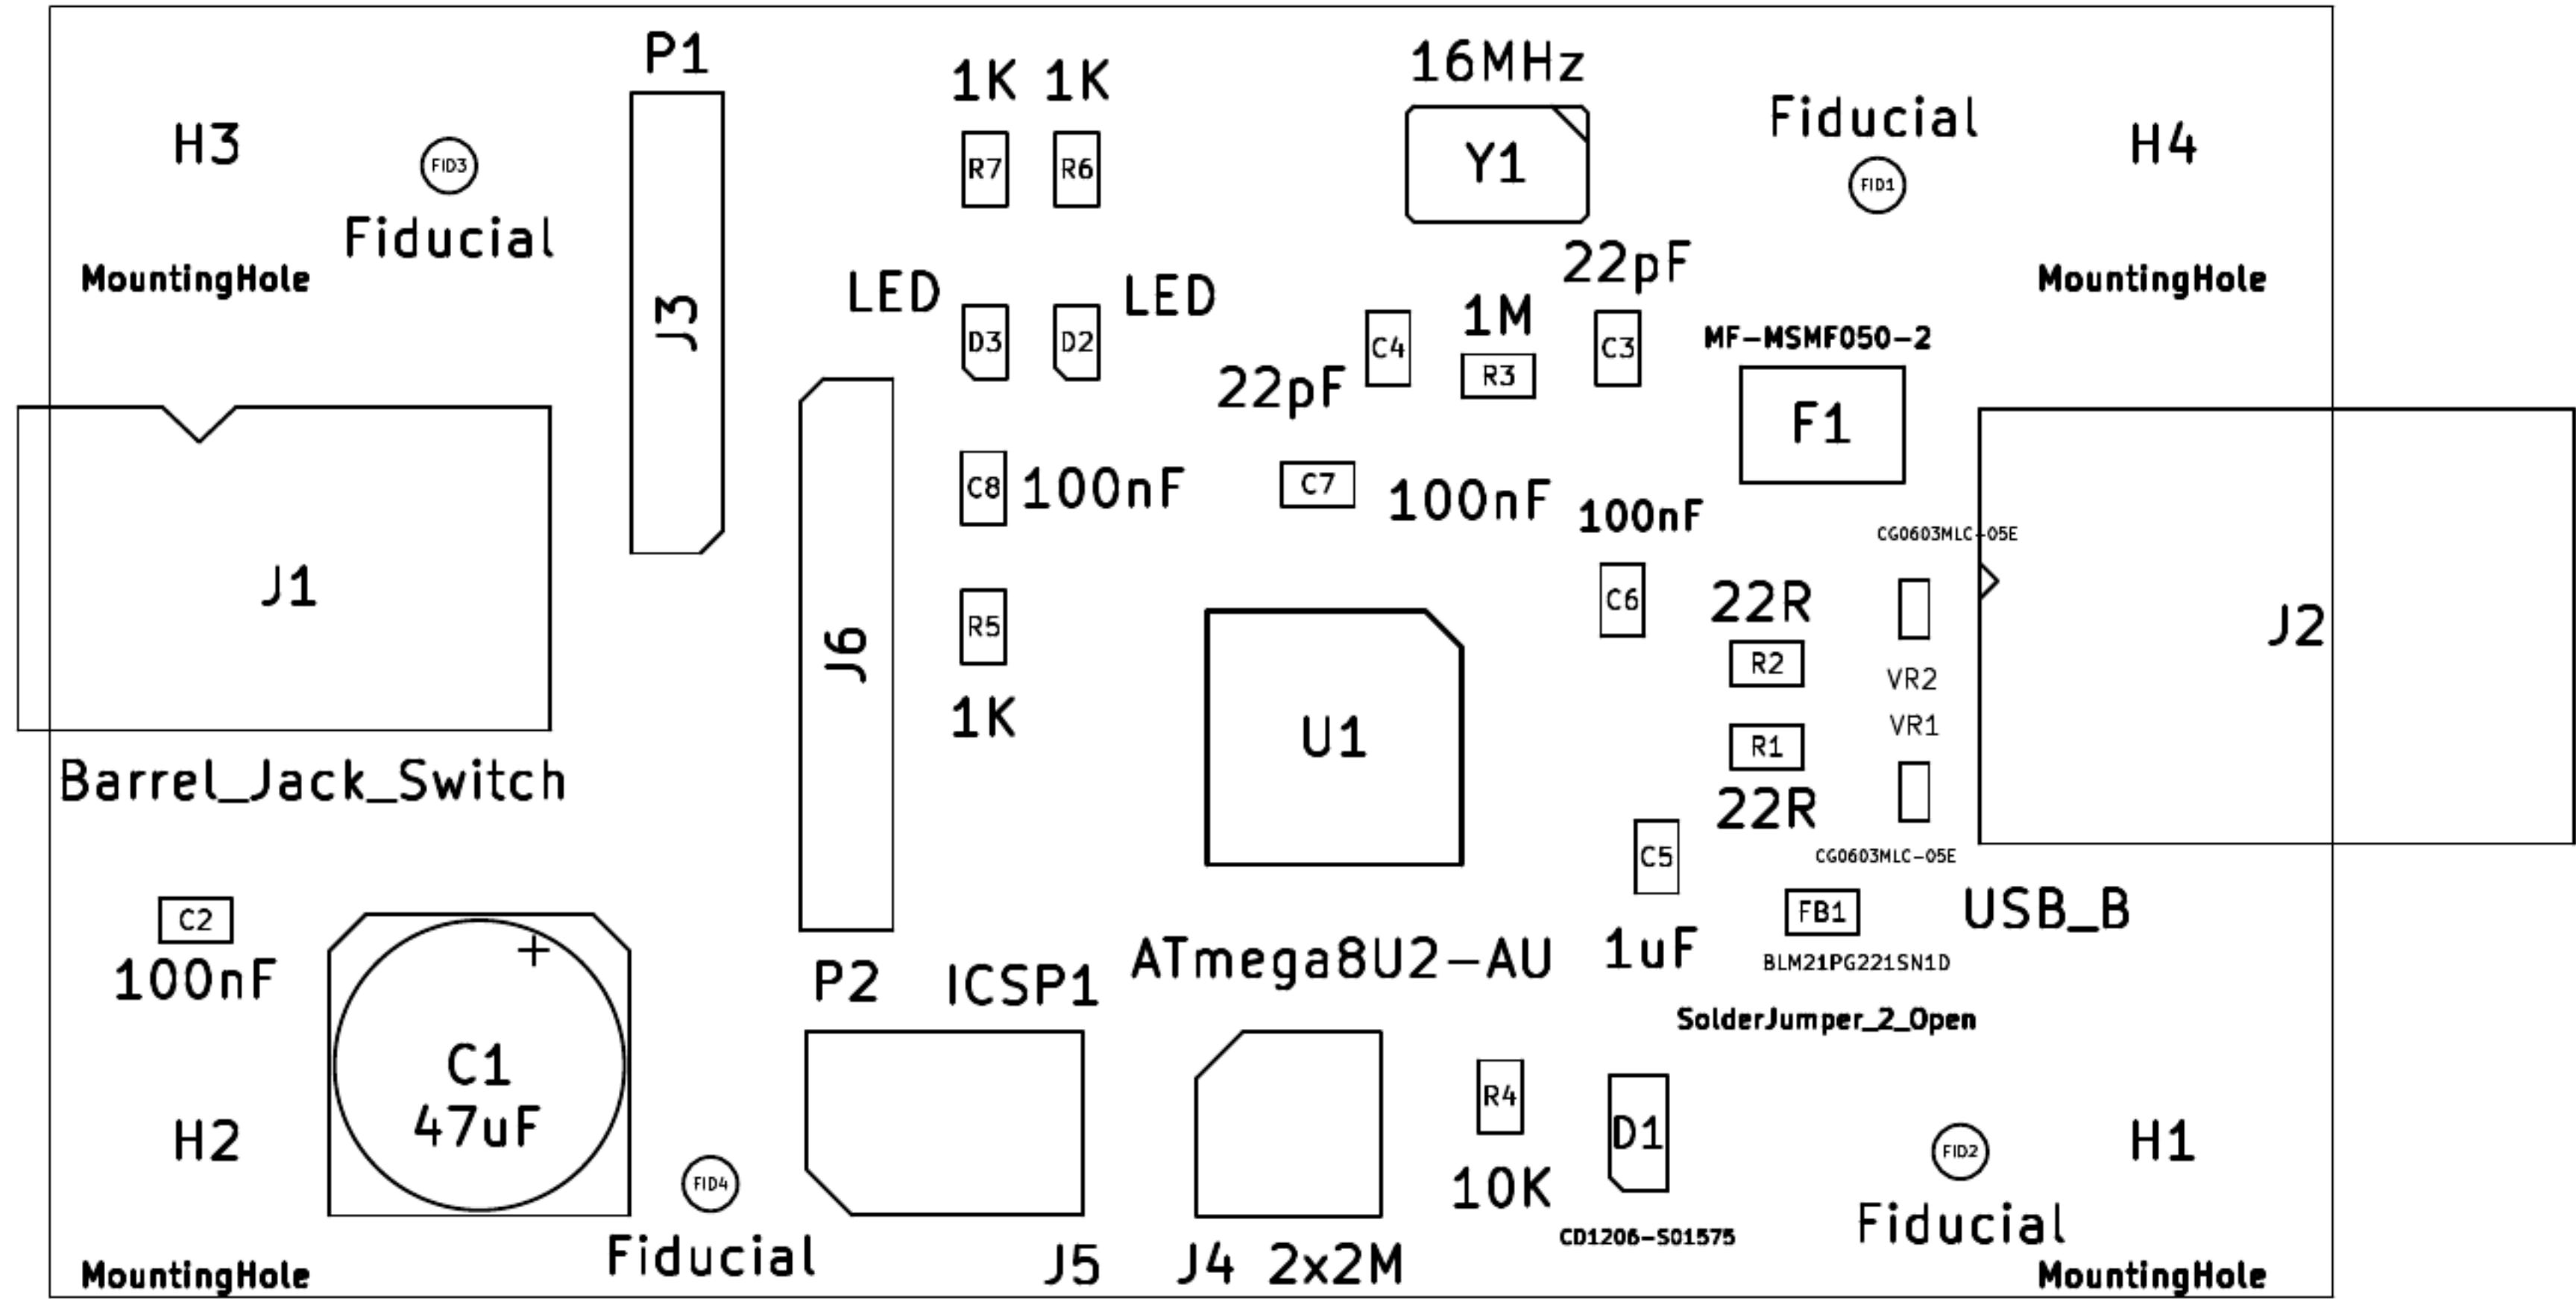 P1
1K 1K
16MHz
Fiducial
H3
FID3
R7
R6
Y1
FID1
H4
Fiducial
MountingHole
J3
LED
D3
D2
LED
22pF
C4
1M
R3
22pF
C3
MF-MSMF050-2
F1
MountingHole
C8
100nF
C7
100nF
100nF
C6
CG0603MLC-05E
J1
J6
R5
1K
U1
22R
R2
VR2
VR1
R1
22R
J2
Barrel_Jack_Switch
C5
1uF
CG0603MLC-05E
FB1
BLM21PG221SN1D
USB_B
C2
100nF
P2
ICSP1
ATmega8U2-AU
SolderJumper_2_Open
+
C1
47uF
R4
10K
D1
CD1206-S01575
H2
FID4
Fiducial
FID2
Fiducial
H1
MountingHole
J5
J4 2x2M
MountingHole